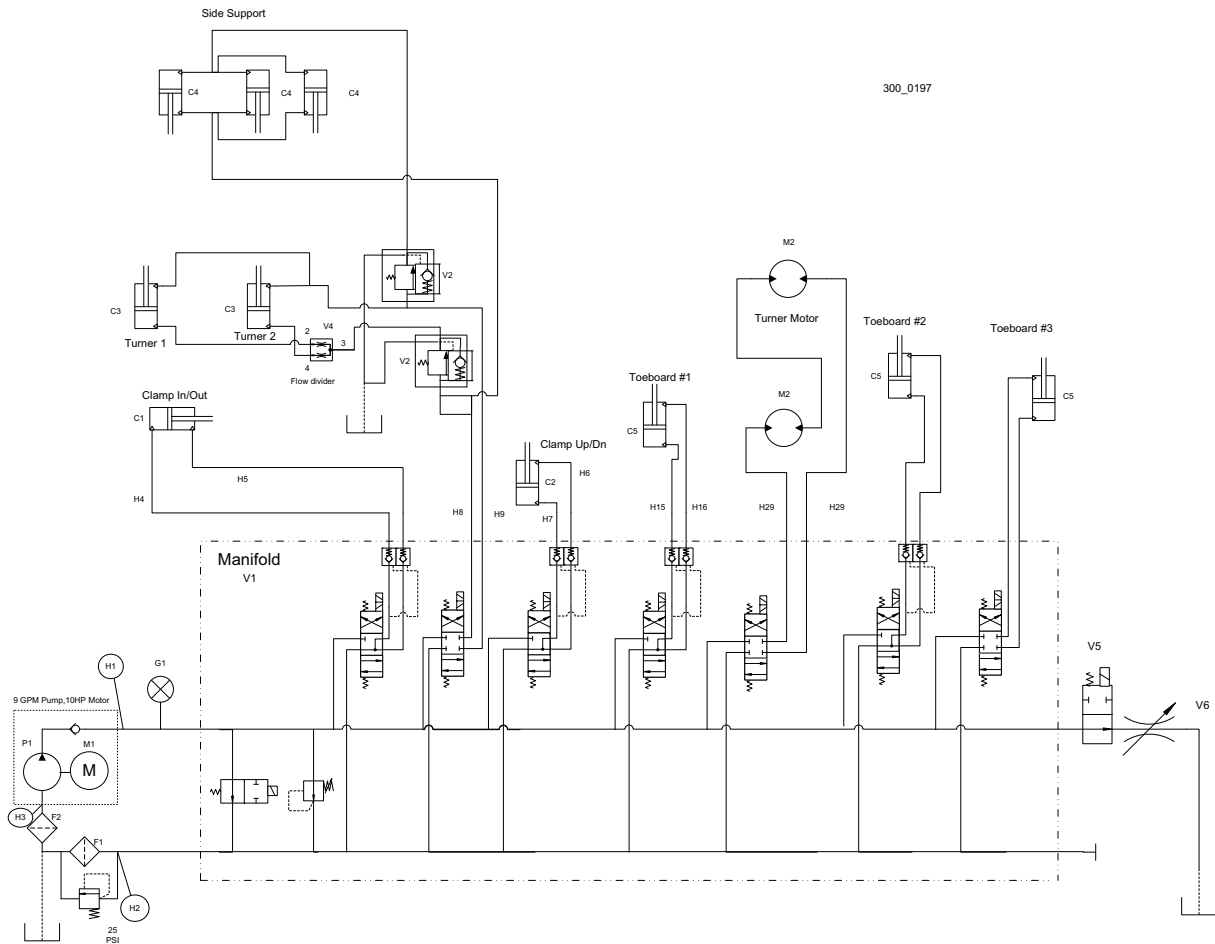 Side Support
C4
C4
C4
300_0197
M2
V2
C3
C3
Turner Motor
Toeboard #2
Toeboard #3
2
V4
Turner 1
Turner 2
3
4
V2
Flow divider
Toeboard #1
C5
C5
Clamp In/Out
M2
C1
C5
Clamp Up/Dn
H6
H5
C2
H4
H8
H9
H7
H15
H16
H29
H29
Manifold
V1
V5
H1
G1
9 GPM Pump,10HP Motor
V6
P1
M1
M
H3
F2
F1
H2
25
PSI